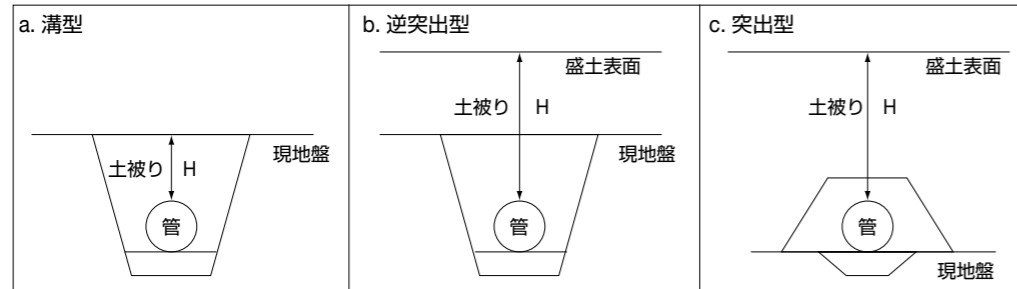 a. 溝型
土被り H
現地盤
管
b. 逆突出型
盛土表面
土被り H
現地盤
管
c. 突出型
盛土表面
土被り H
管
現地盤